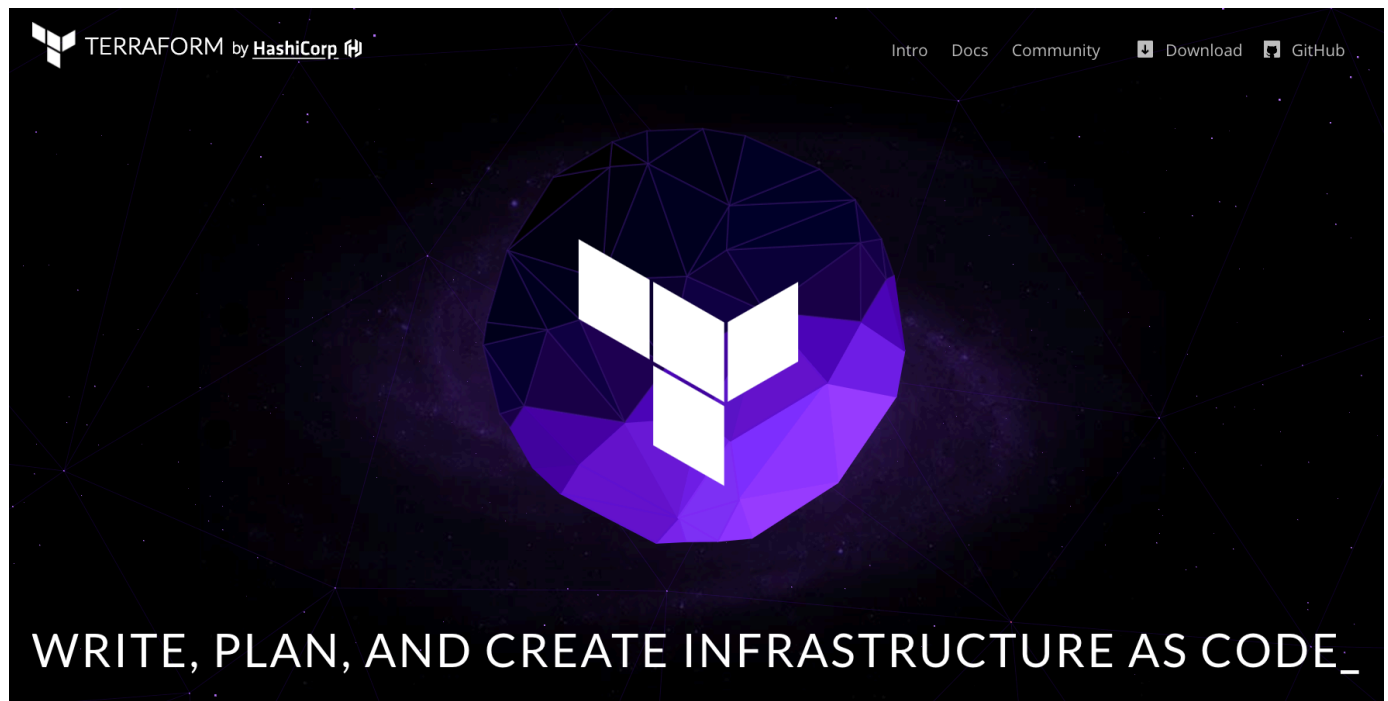 TERRAFORM by HashiCorp
Intro Docs Community Download GitHub
WRITE, PLAN, AND CREATE INFRASTRUCTURE AS CODE_